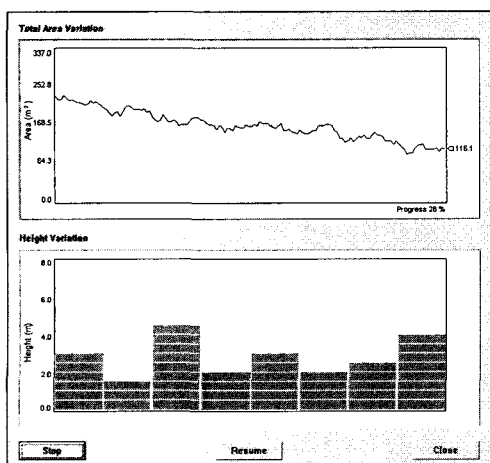 Total Area Variation
337.0
252.8
168.5
84.3
0.0
Area (m²)
116.1
Progress 28 %
Height Variation
8.0
6.0
4.0
2.0
0.0
Height (m)
Stop
Resume
Close